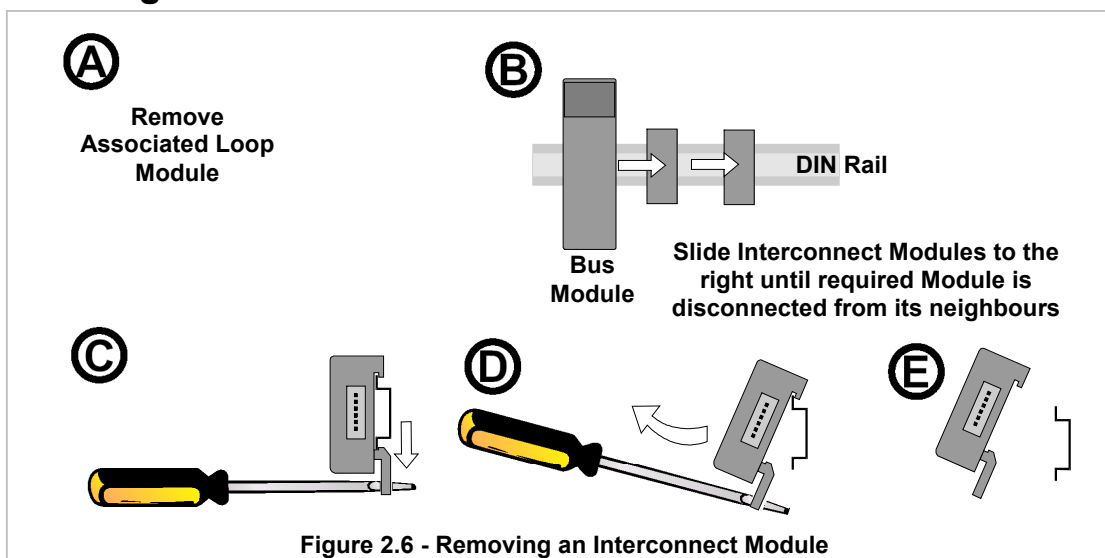 A
Remove
Associated Loop
Module
B
DIN Rail
Bus
Module
Slide Interconnect Modules to the
right until required Module is
disconnected from its neighbours
C
D
E
Figure 2.6 - Removing an Interconnect Module